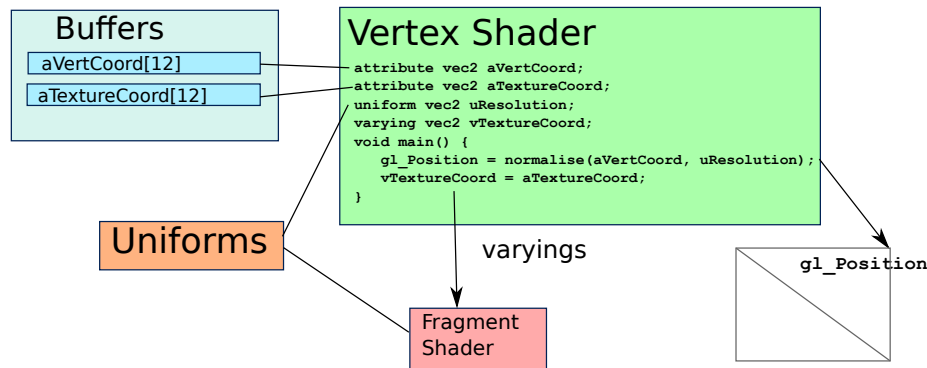 Buffers
aVertCoord[12]
aTextureCoord[12]
Vertex Shader
attribute vec2 aVertCoord;
attribute vec2 aTextureCoord;
uniform vec2 uResolution;
varying vec2 vTextureCoord;
void main() {
gl_Position = normalise(aVertCoord, uResolution);
vTextureCoord = aTextureCoord;
}
Uniforms
varyings
gl_Position
Fragment
Shader